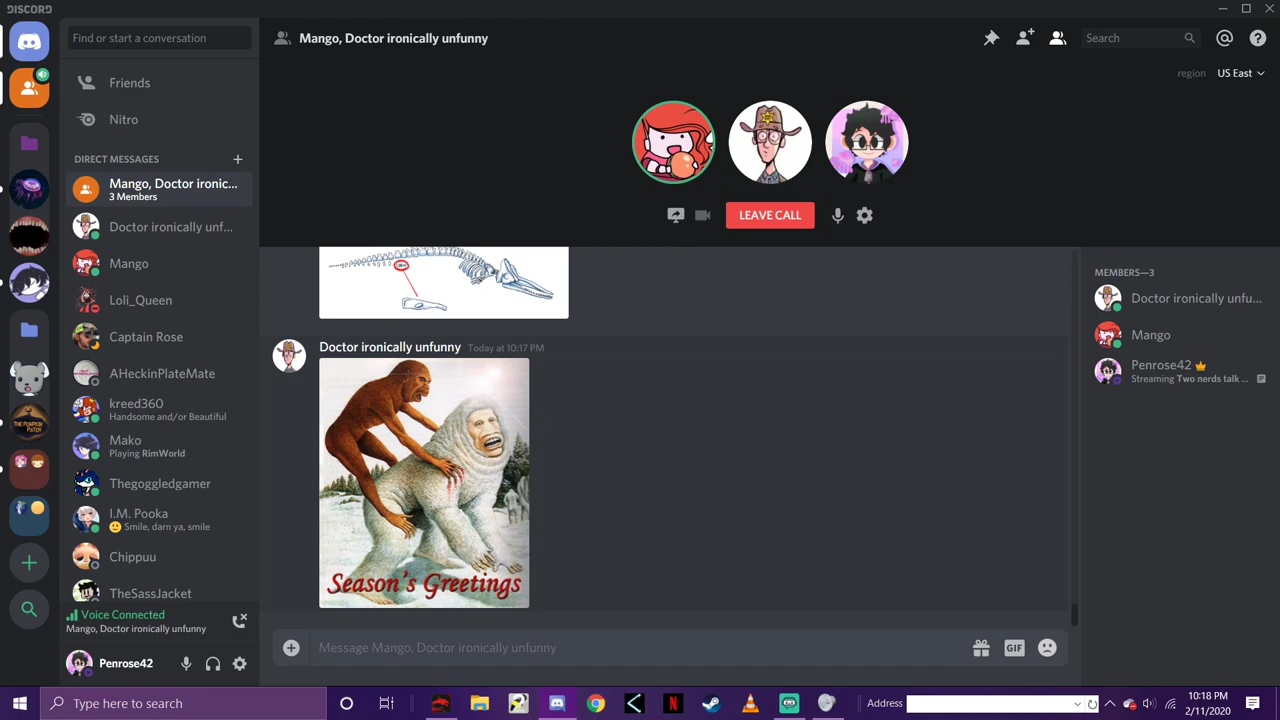 DISCORD
Find or start a conversation
Friends
Nitro
DIRECT MESSAGES
Mango, Doctor ironic...
3 Members
Doctor ironically unf...
Mango
Loli_Queen
Captain Rose
AHeckinPlateMate
kreed360
Handsome and/or Beautiful
Mako
Playing RimWorld
Thegoggledgamer
I.M. Pooka
Smile, darn ya, smile
Chippuu
TheSassJacket
THE PUMPKIN PATCH
Voice Connected
Mango, Doctor ironically unfunny
Penrose42
Mango, Doctor ironically unfunny
Search
region
US East
LEAVE CALL
Doctor ironically unfunny Today at 10:17 PM
Season's Greetings
Message Mango, Doctor ironically unfunny
GIF
MEMBERS—3
Doctor ironically unfu...
Mango
Penrose42
Streaming Two nerds talk ...
Type here to search
Address
10:18 PM
2/11/2020